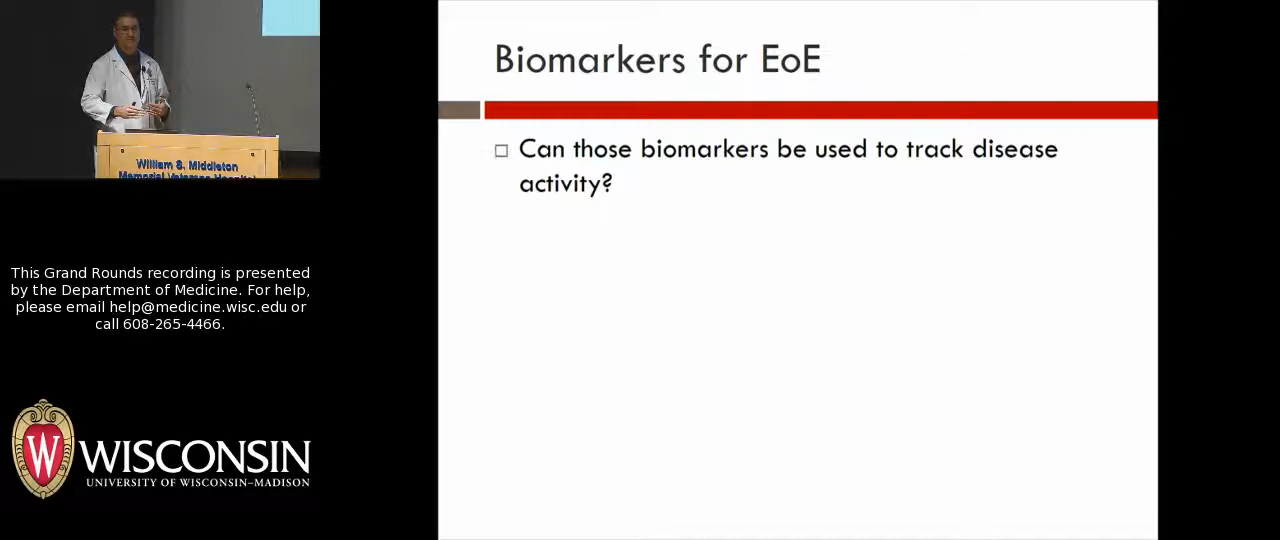 Biomarkers for EoE
Can those biomarkers be used to track disease
activity?
William S. Middleton
Memorial Veterans Hospital
This Grand Rounds recording is presented
by the Department of Medicine. For help,
please email help@medicine.wisc.edu or
call 608-265-4466.
W
WISCONSIN
UNIVERSITY OF WISCONSIN–MADISON